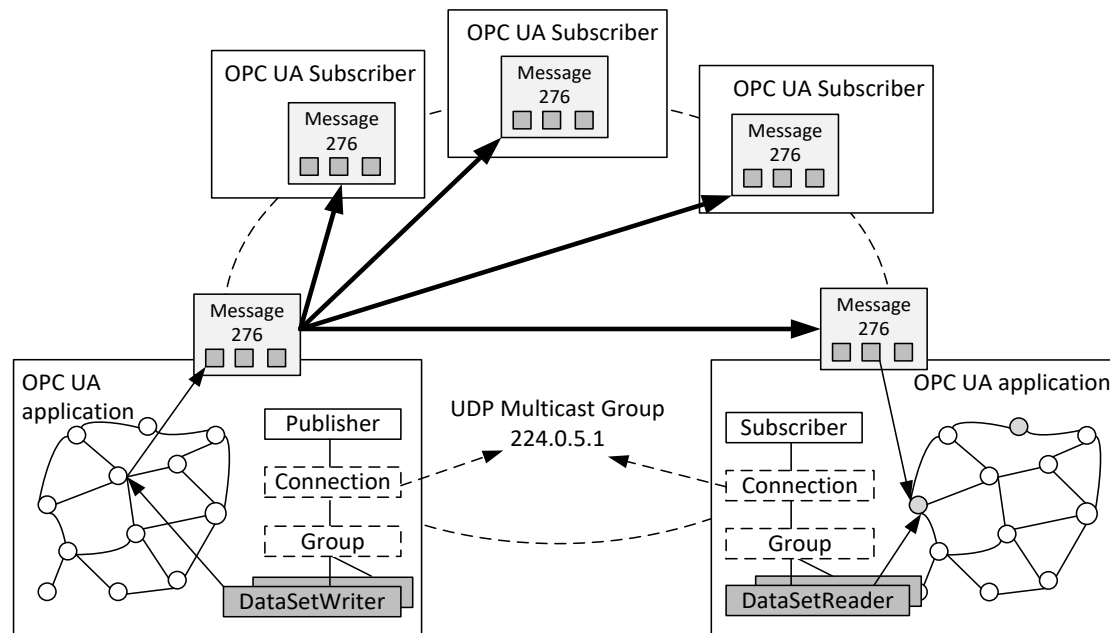 OPC UA Subscriber
Message
276
OPC UA Subscriber
Message
276
OPC UA Subscriber
Message
276
Message
276
Message
276
OPC UA
application
Publisher
Connection
Group
DataSetWriter
UDP Multicast Group
224.0.5.1
OPC UA application
Subscriber
Connection
Group
DataSetReader